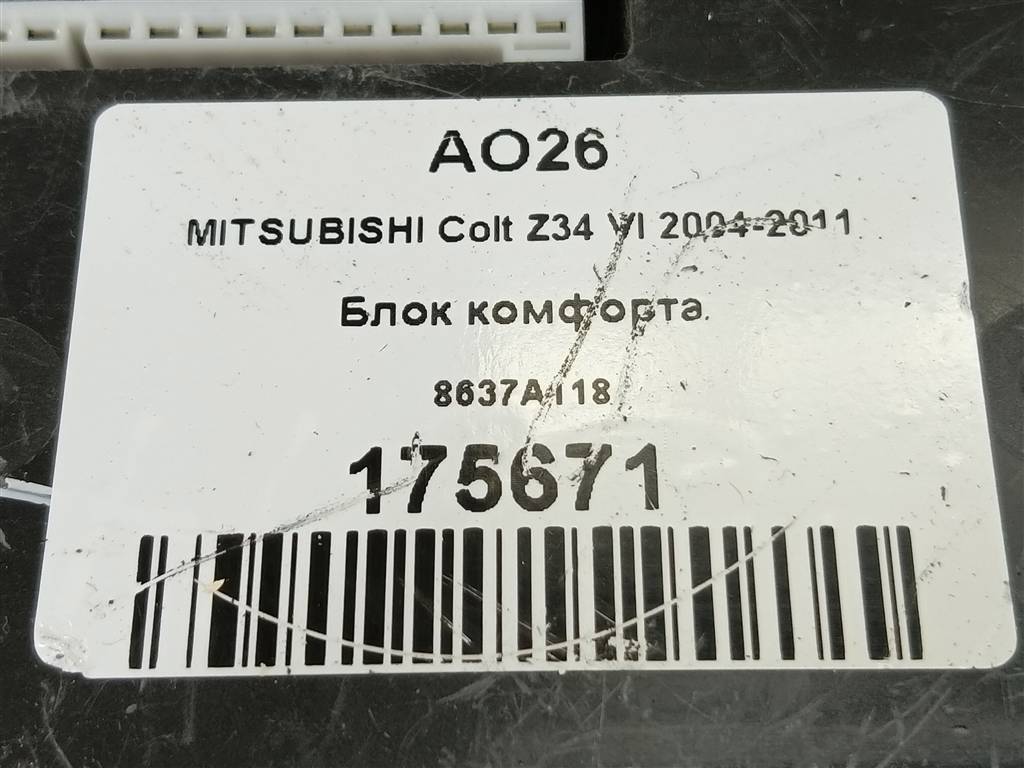 AO26
MITSUBISHI Colt Z34 VI 2004-2011
Блок комфорта.
8637A118
175671